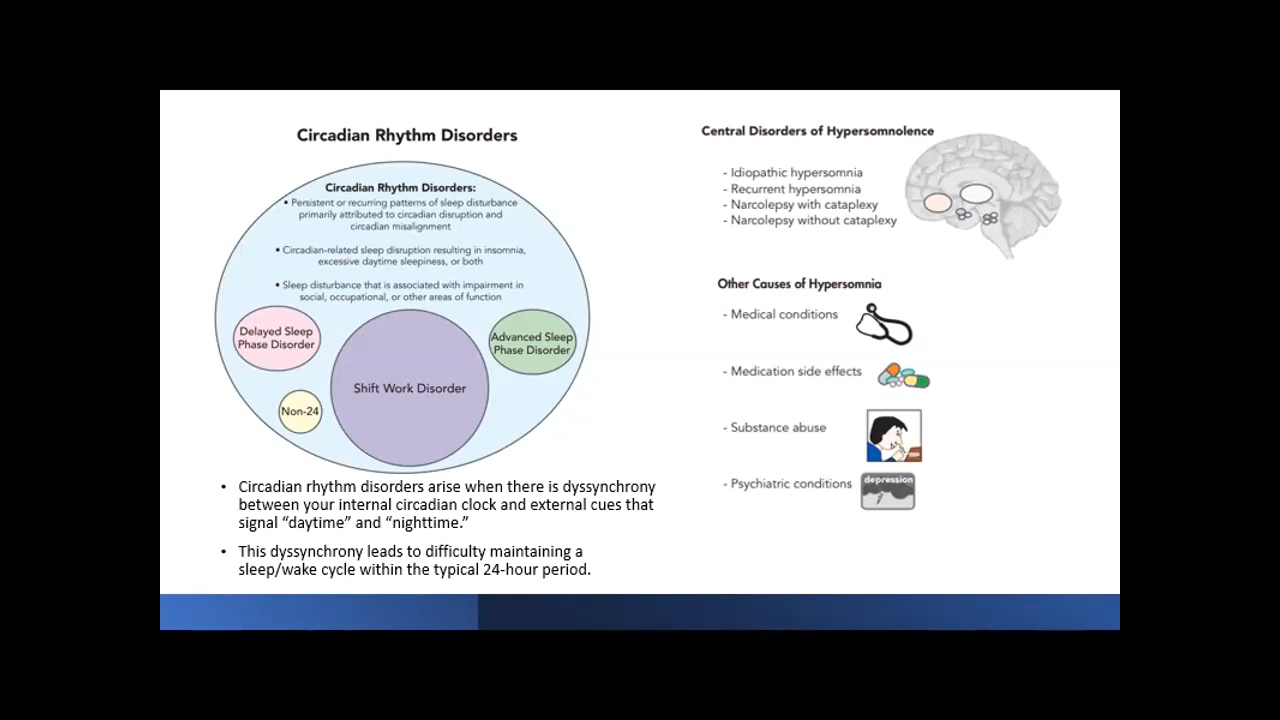 Circadian Rhythm Disorders
Circadian Rhythm Disorders:
• Persistent or recurring patterns of sleep disturbance
primarily attributed to circadian disruption and
circadian misalignment
• Circadian-related sleep disruption resulting in insomnia,
excessive daytime sleepiness, or both
• Sleep disturbance that is associated with impairment in
social, occupational, or other areas of function
Delayed Sleep
Phase Disorder
Advanced Sleep
Phase Disorder
Shift Work Disorder
Non-24
• Circadian rhythm disorders arise when there is dyssynchrony
between your internal circadian clock and external cues that
signal “daytime” and “nighttime.”
• This dyssynchrony leads to difficulty maintaining a
sleep/wake cycle within the typical 24-hour period.
Central Disorders of Hypersomnolence
- Idiopathic hypersomnia
- Recurrent hypersomnia
- Narcolepsy with cataplexy
- Narcolepsy without cataplexy
Other Causes of Hypersomnia
- Medical conditions
- Medication side effects
- Substance abuse
- Psychiatric conditions
depression